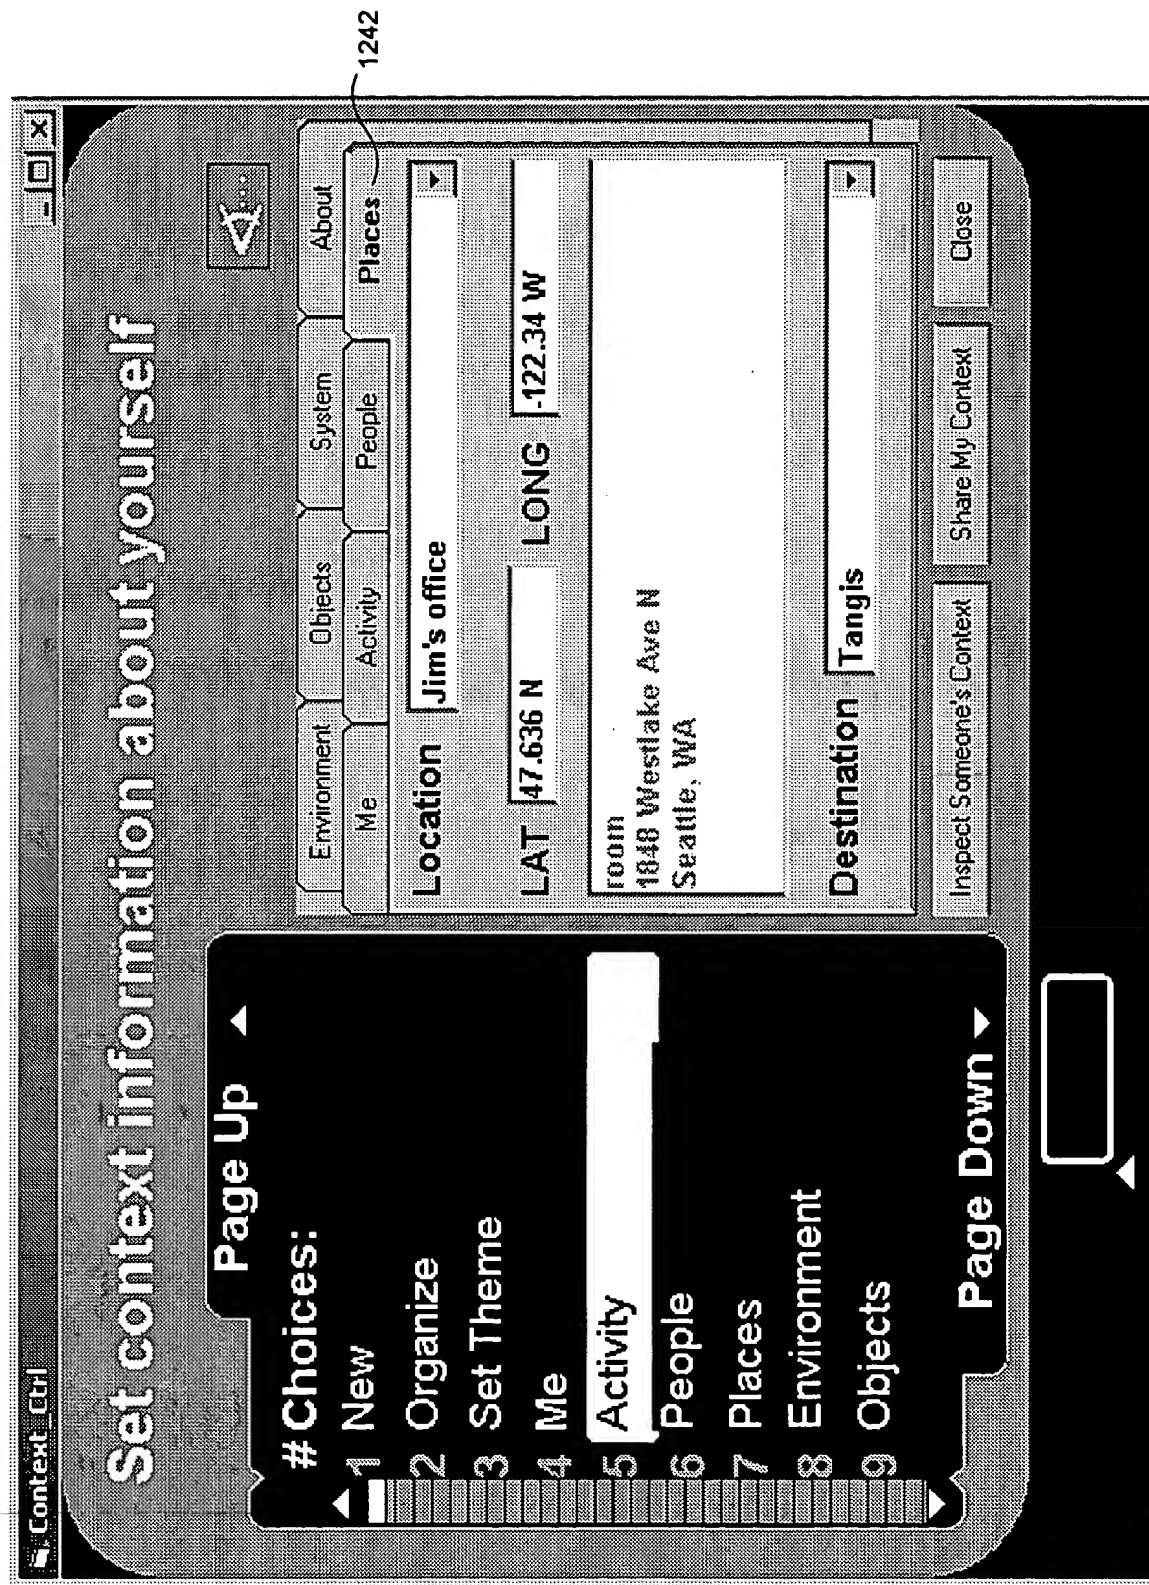 Context_Ctrl
Set context information about yourself
Page Up
# Choices:
1 New
2 Organize
3 Set Theme
4 Me
5 Activity
6 People
7 Places
8 Environment
9 Objects
Page Down
Environment Objects System About
Me Activity People Places
1242
Location Jim's office
LAT 47.636 N LONG -122.34 W
room
1848 Westlake Ave N
Seattle, WA
Destination Tangis
Inspect Someone's Context Share My Context Close